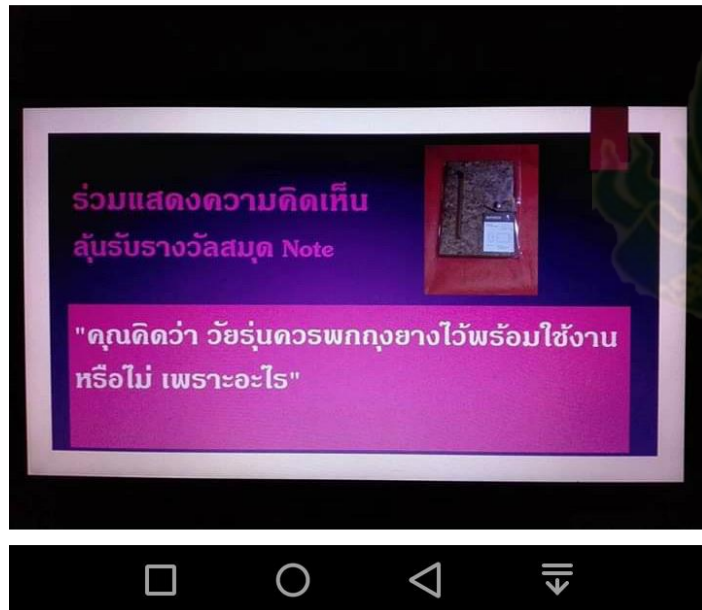 ร่วมแสดงความคิดเห็น
ลุ้นรับรางวัลสมุด Note
"คุณคิดว่า วัยรุ่นควรพกถุงยางไว้พร้อมใช้งาน
หรือไม่ เพราะอะไร"